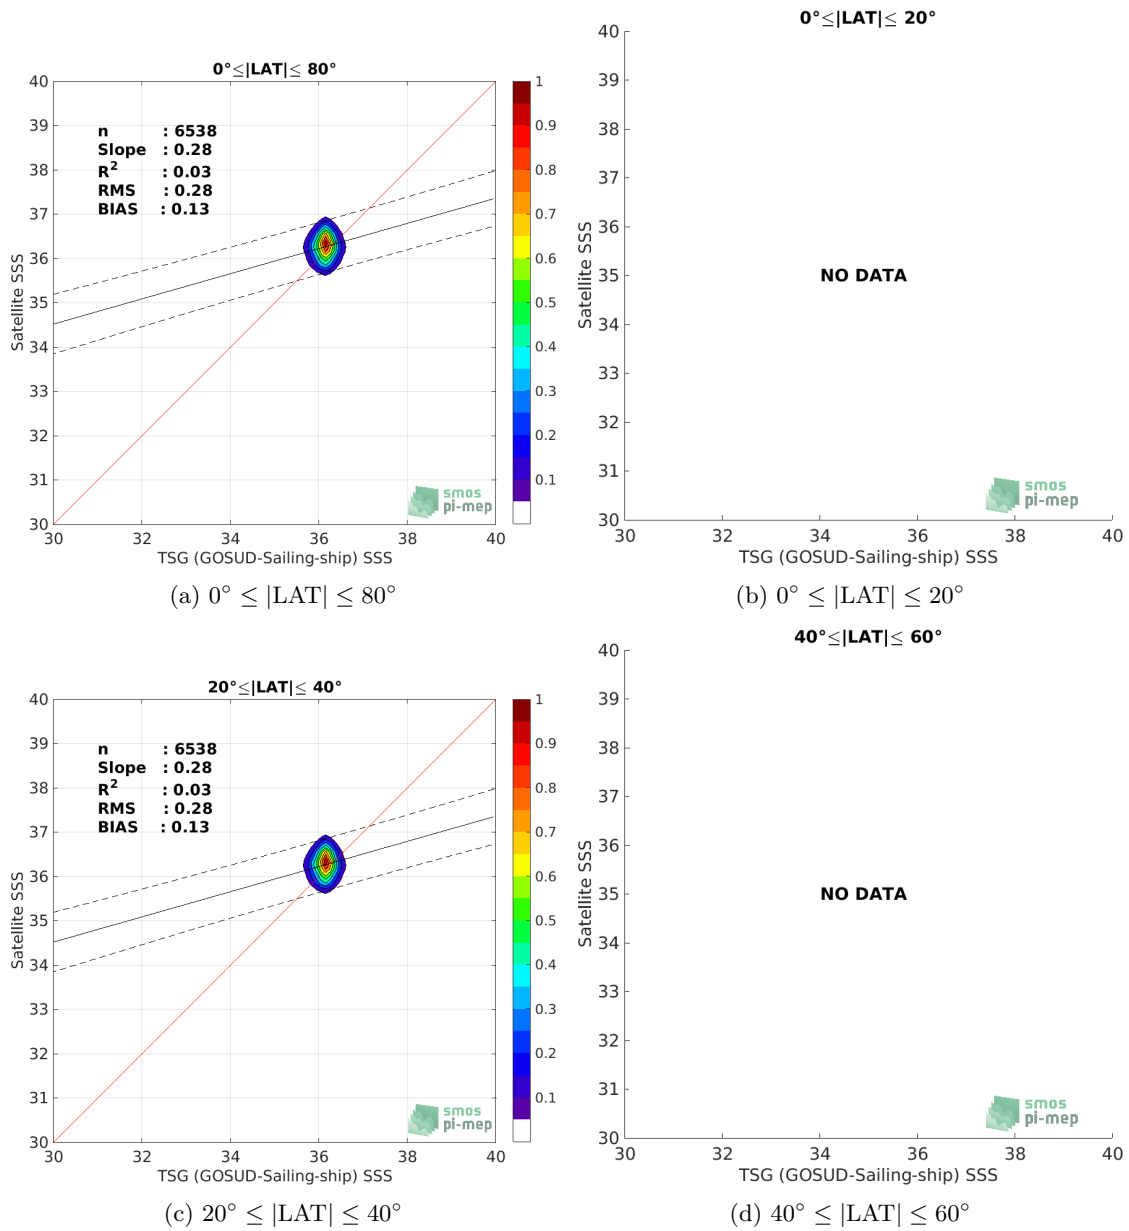 0°≤|LAT|≤ 80°
40
39
38
37
36
35
34
33
32
31
30
Satellite SSS
n : 6538
Slope : 0.28
R² : 0.03
RMS : 0.28
BIAS : 0.13
smos
pi-mep
30 32 34 36 38 40
TSG (GOSUD-Sailing-ship) SSS
1
0.9
0.8
0.7
0.6
0.5
0.4
0.3
0.2
0.1
(a) 0° ≤ |LAT| ≤ 80°
0°≤|LAT|≤ 20°
40
39
38
37
36
35
34
33
32
31
30
Satellite SSS
NO DATA
smos
pi-mep
30 32 34 36 38 40
TSG (GOSUD-Sailing-ship) SSS
(b) 0° ≤ |LAT| ≤ 20°
20°≤|LAT|≤ 40°
40
39
38
37
36
35
34
33
32
31
30
Satellite SSS
n : 6538
Slope : 0.28
R² : 0.03
RMS : 0.28
BIAS : 0.13
smos
pi-mep
30 32 34 36 38 40
TSG (GOSUD-Sailing-ship) SSS
1
0.9
0.8
0.7
0.6
0.5
0.4
0.3
0.2
0.1
(c) 20° ≤ |LAT| ≤ 40°
40°≤|LAT|≤ 60°
40
39
38
37
36
35
34
33
32
31
30
Satellite SSS
NO DATA
smos
pi-mep
30 32 34 36 38 40
TSG (GOSUD-Sailing-ship) SSS
(d) 40° ≤ |LAT| ≤ 60°